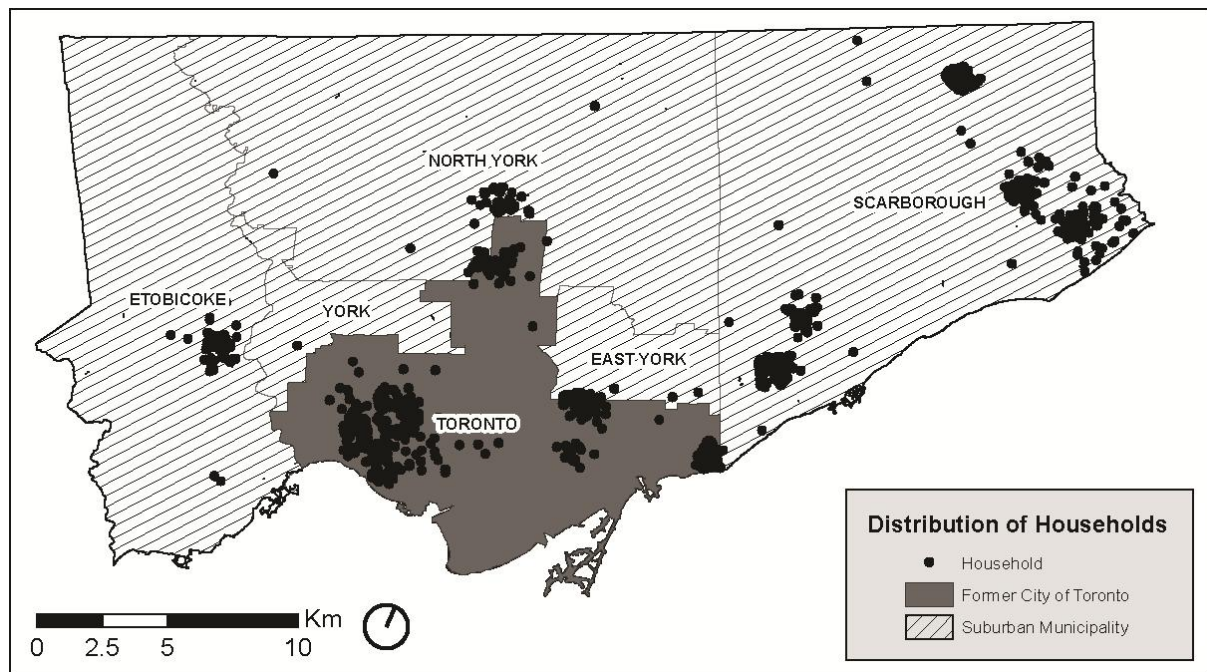 NORTH YORK
SCARBOROUGH
ETOBICOKE
YORK
EAST YORK
TORONTO
Km
0 2.5 5 10
Distribution of Households
Household
Former City of Toronto
Suburban Municipality